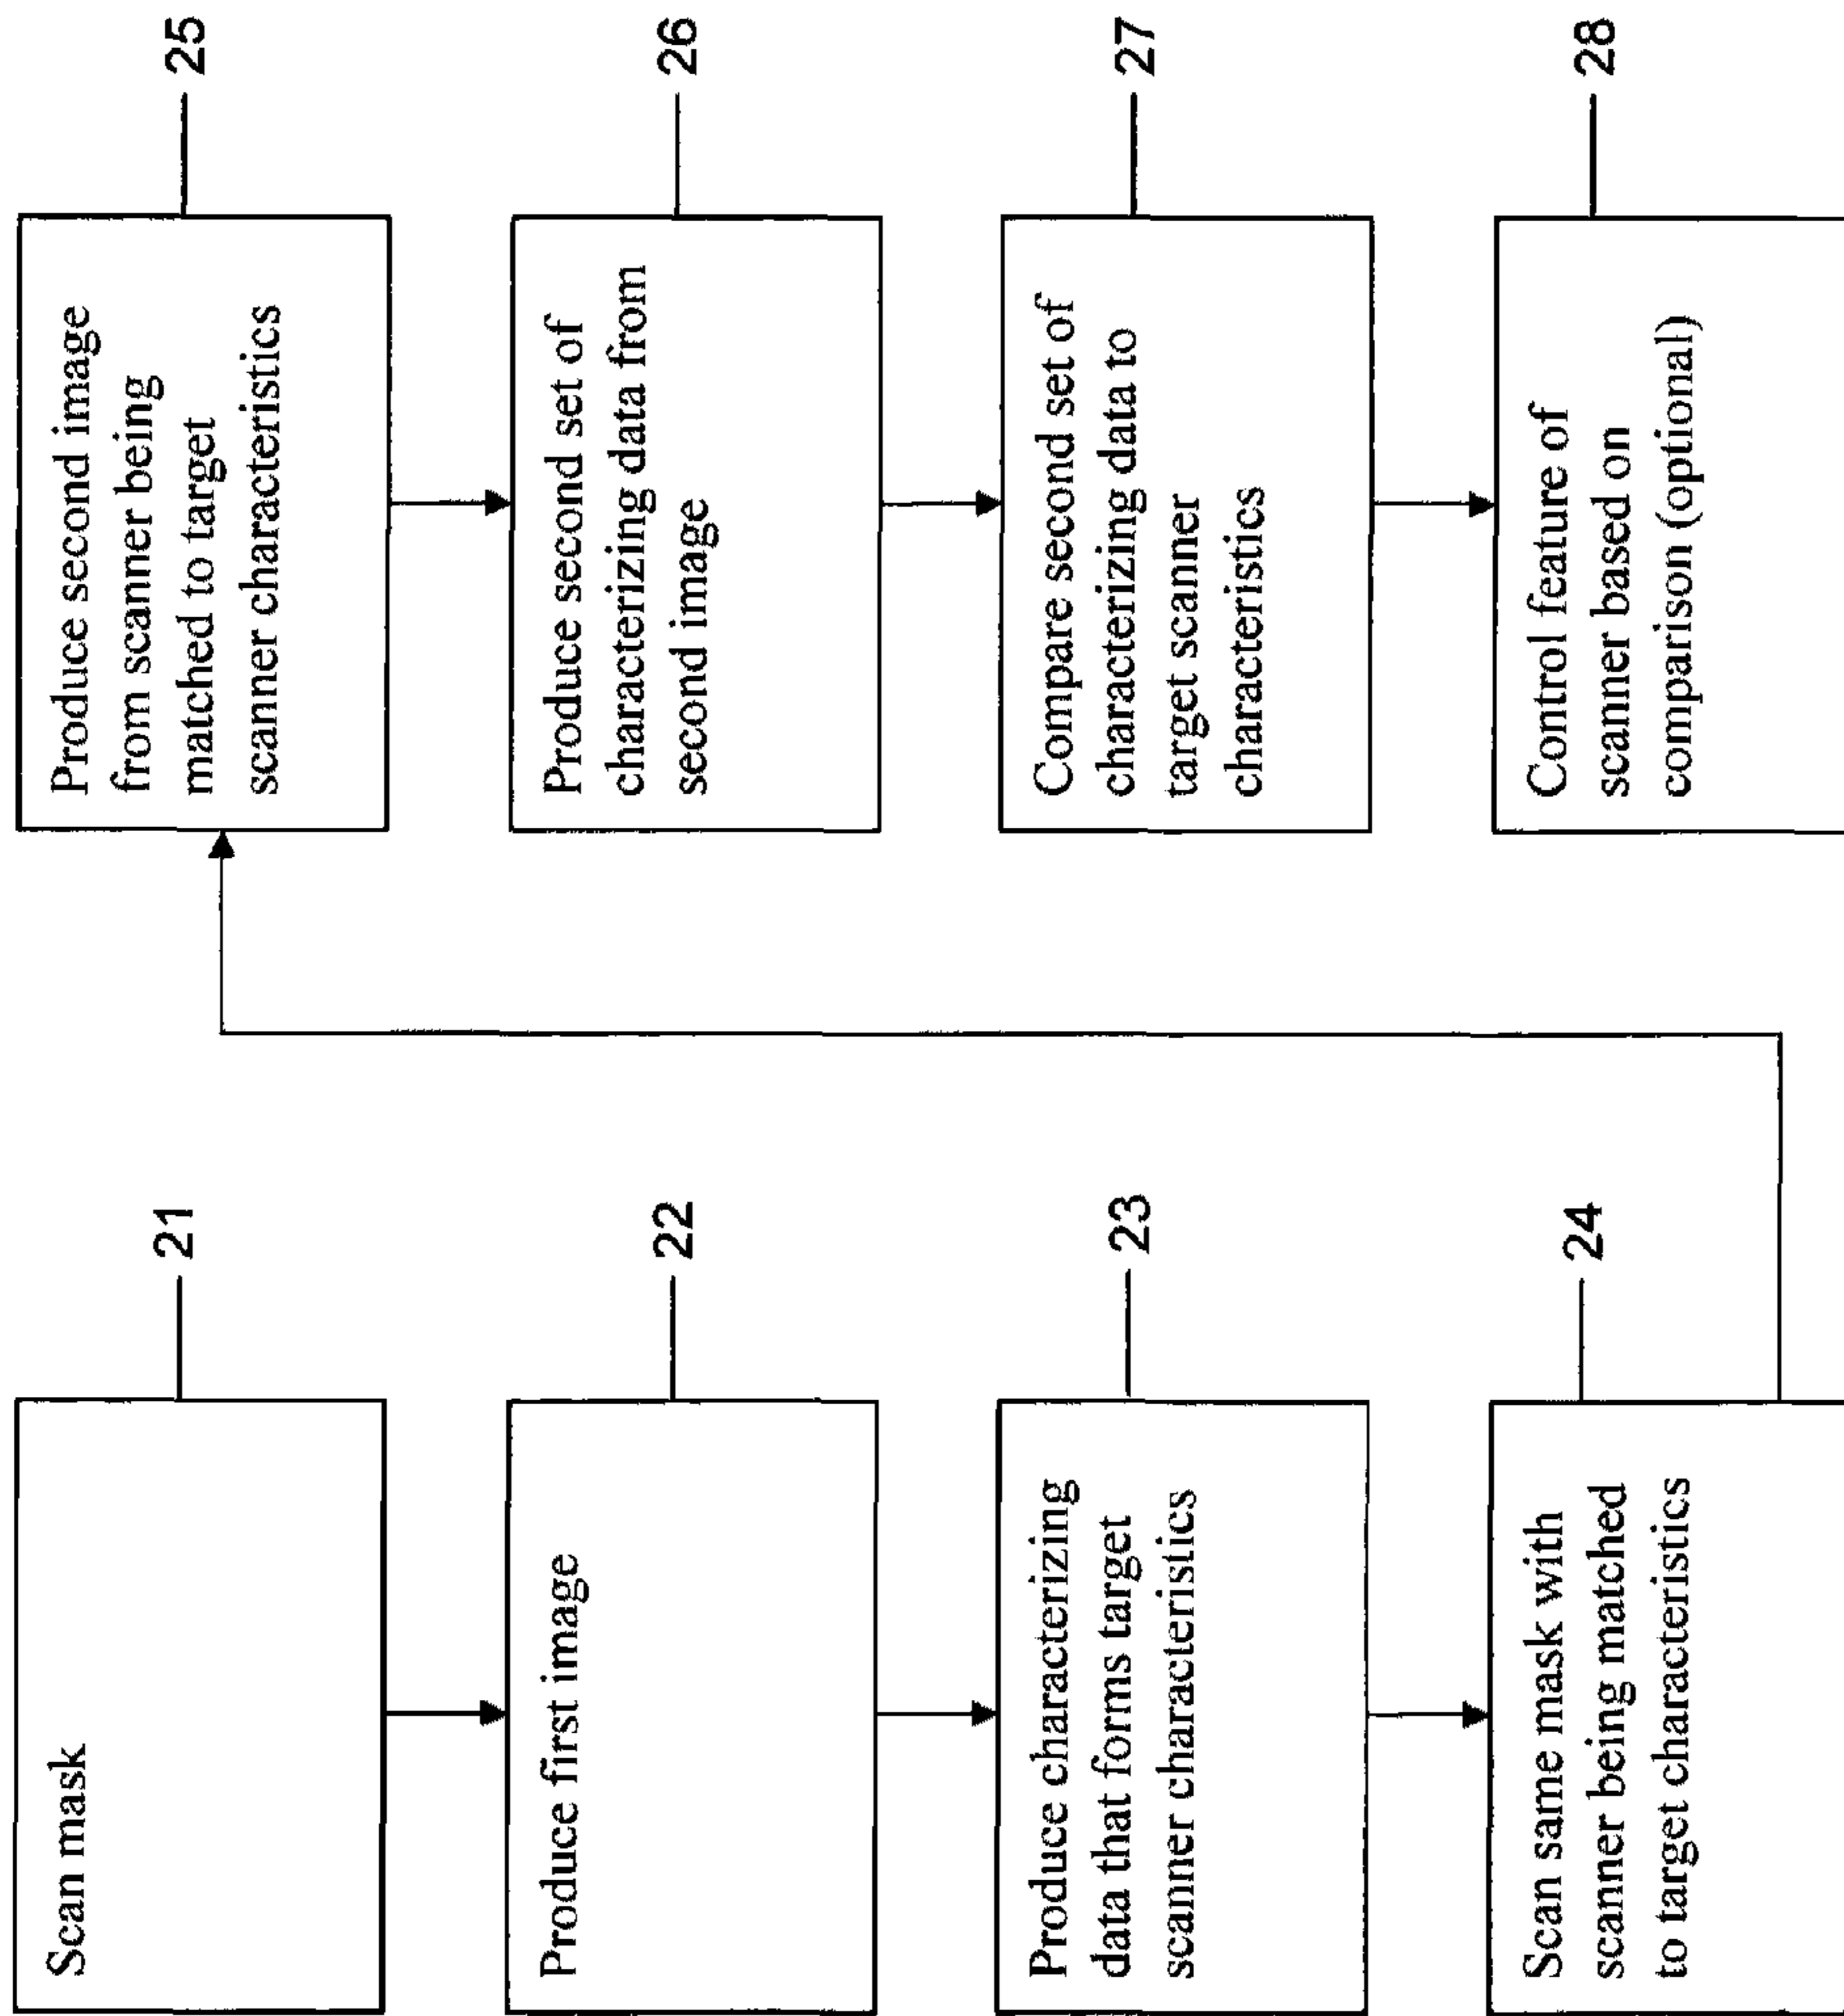 Scan mask
21
Produce first image
22
Produce characterizing
data that forms target
scanner characteristics
23
Scan same mask with
scanner being matched
to target characteristics
24
Produce second image
from scanner being
matched to target
scanner characteristics
25
Produce second set of
characterizing data from
second image
26
Compare second set of
characterizing data to
target scanner
characteristics
27
Control feature of
scanner based on
comparison (optional)
28